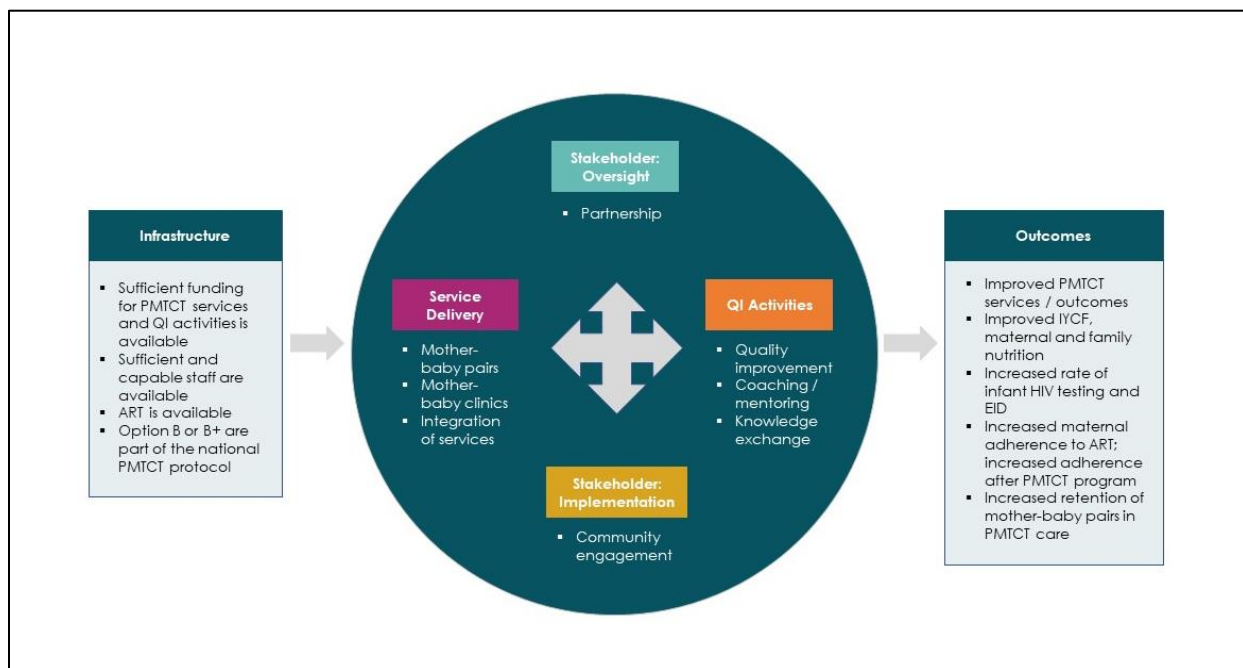 Infrastructure
▪ Sufficient funding
for PMTCT services
and QI activities is
available
▪ Sufficient and
capable staff are
available
▪ ART is available
▪ Option B or B+ are
part of the national
PMTCT protocol
Stakeholder:
Oversight
▪ Partnership
Service
Delivery
▪ Mother-
baby pairs
▪ Mother-
baby clinics
▪ Integration
of services
QI Activities
▪ Quality
improvement
▪ Coaching /
mentoring
▪ Knowledge
exchange
Stakeholder:
Implementation
▪ Community
engagement
Outcomes
▪ Improved PMTCT
services / outcomes
▪ Improved IYCF,
maternal and family
nutrition
▪ Increased rate of
infant HIV testing and
EID
▪ Increased maternal
adherence to ART;
increased adherence
after PMTCT program
▪ Increased retention of
mother-baby pairs in
PMTCT care